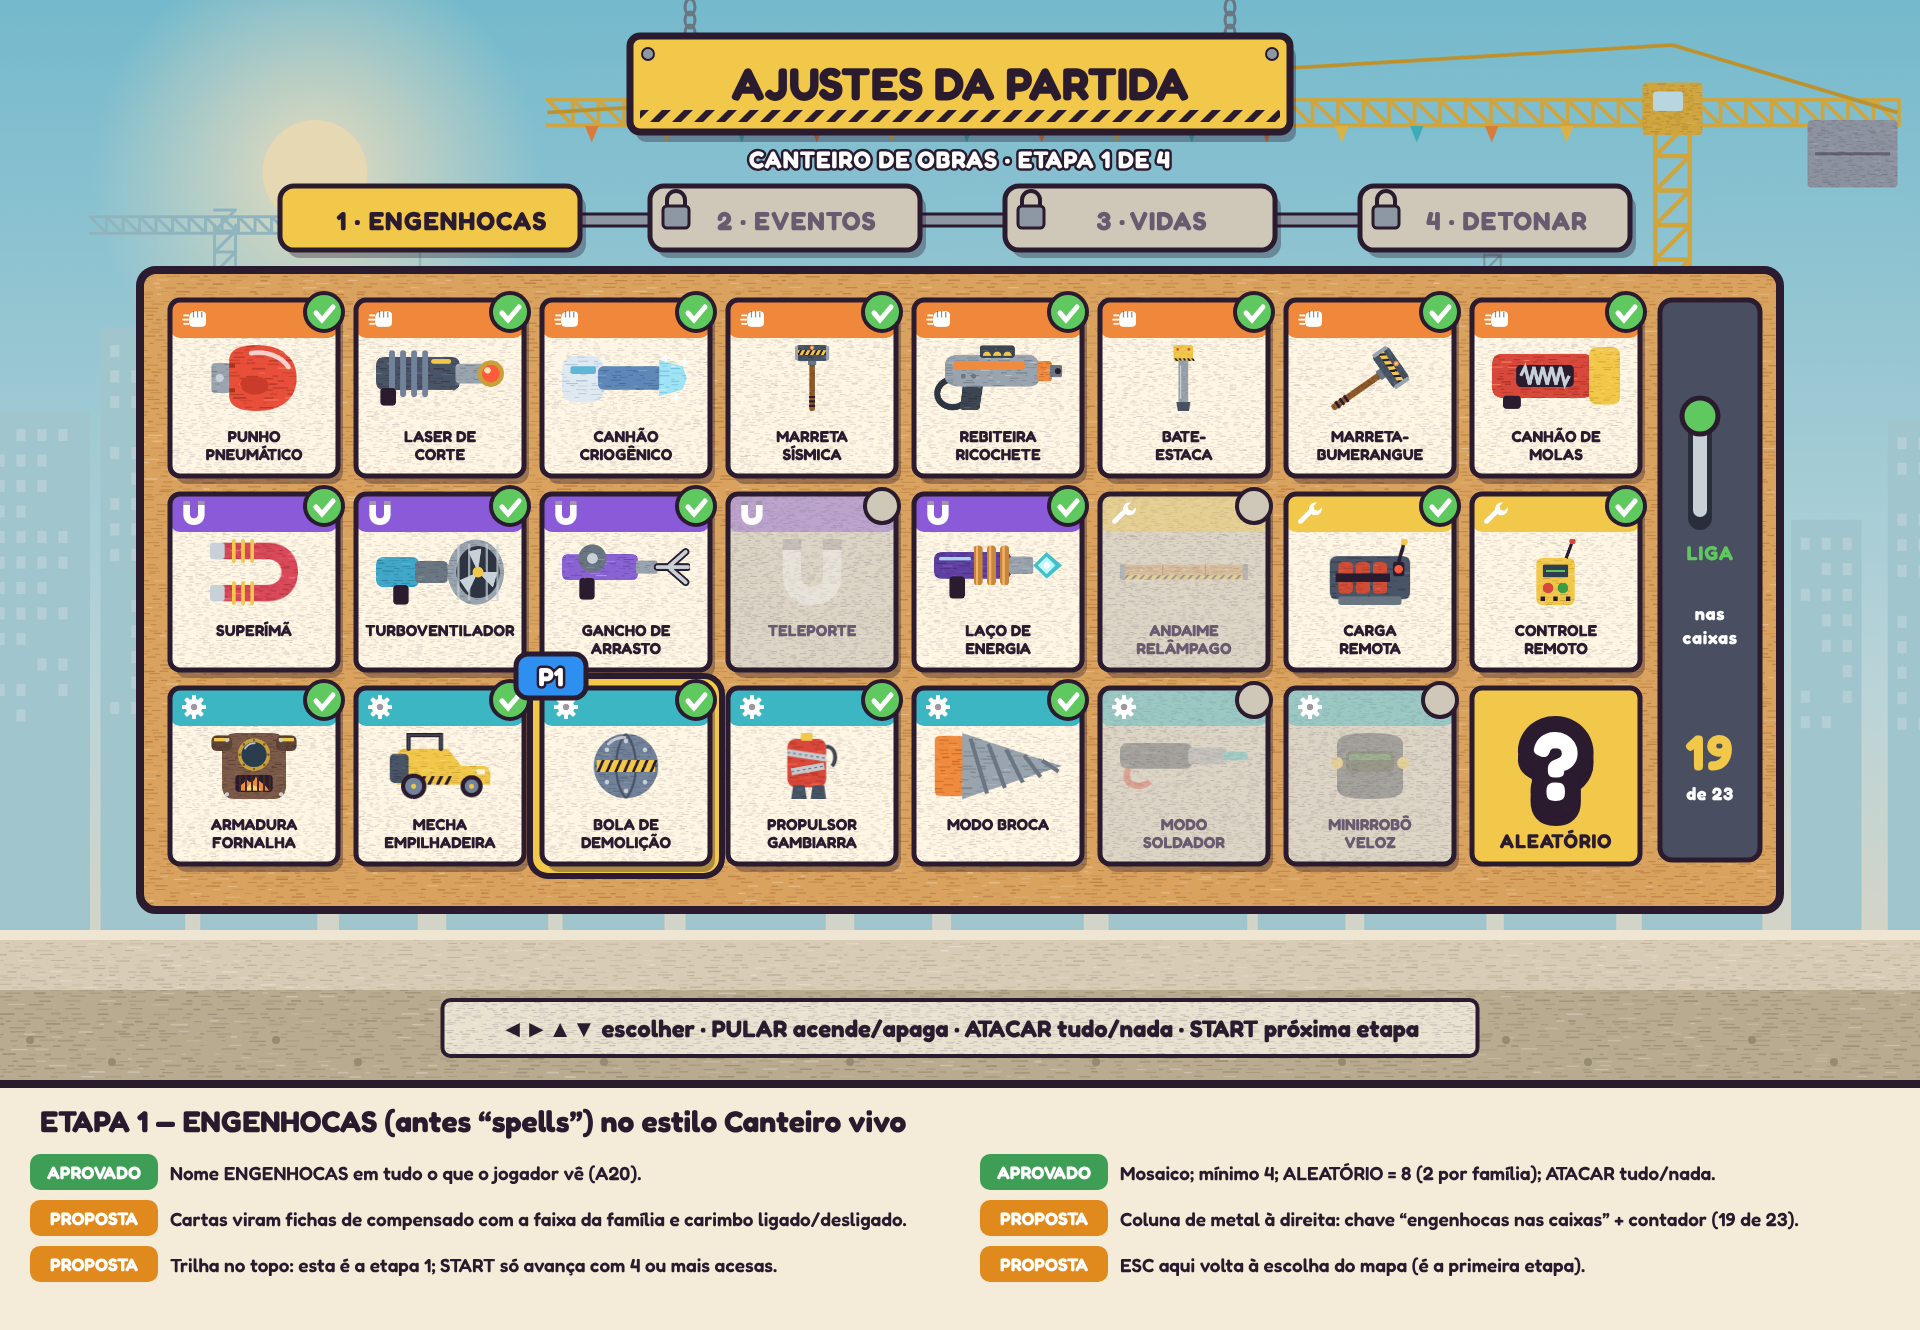 AJUSTES DA PARTIDA
CANTEIRO DE OBRAS · ETAPA 1 DE 4
1 · ENGENHOCAS
2 · EVENTOS
3 · VIDAS
4 · DETONAR
PUNHO
PNEUMÁTICO
LASER DE
CORTE
CANHÃO
CRIOGÊNICO
MARRETA
SÍSMICA
REBITEIRA
RICOCHETE
BATE-
ESTACA
MARRETA-
BUMERANGUE
CANHÃO DE
MOLAS
SUPERÍMÃ
TURBOVENTILADOR
GANCHO DE
ARRASTO
TELEPORTE
LAÇO DE
ENERGIA
ANDAIME
RELÂMPAGO
CARGA
REMOTA
CONTROLE
REMOTO
P1
ARMADURA
FORNALHA
MECHA
EMPILHADEIRA
BOLA DE
DEMOLIÇÃO
PROPULSOR
GAMBIARRA
MODO BROCA
MODO
SOLDADOR
MINIRROBÔ
VELOZ
?
ALEATÓRIO
LIGA
nas
caixas
19
de 23
◄ ► ▲ ▼ escolher · PULAR acende/apaga · ATACAR tudo/nada · START próxima etapa
ETAPA 1 — ENGENHOCAS (antes “spells”) no estilo Canteiro vivo
APROVADO Nome ENGENHOCAS em tudo o que o jogador vê (A20).
PROPOSTA Cartas viram fichas de compensado com a faixa da família e carimbo ligado/desligado.
PROPOSTA Trilha no topo: esta é a etapa 1; START só avança com 4 ou mais acesas.
APROVADO Mosaico; mínimo 4; ALEATÓRIO = 8 (2 por família); ATACAR tudo/nada.
PROPOSTA Coluna de metal à direita: chave “engenhocas nas caixas” + contador (19 de 23).
PROPOSTA ESC aqui volta à escolha do mapa (é a primeira etapa).